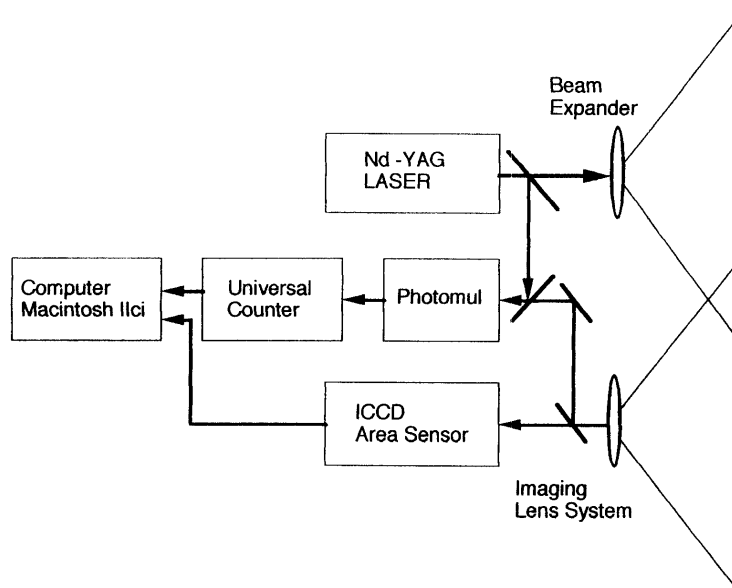 Beam
Expander
Nd -YAG
LASER
Computer
Macintosh IIci
Universal
Counter
Photomul
ICCD
Area Sensor
Imaging
Lens System